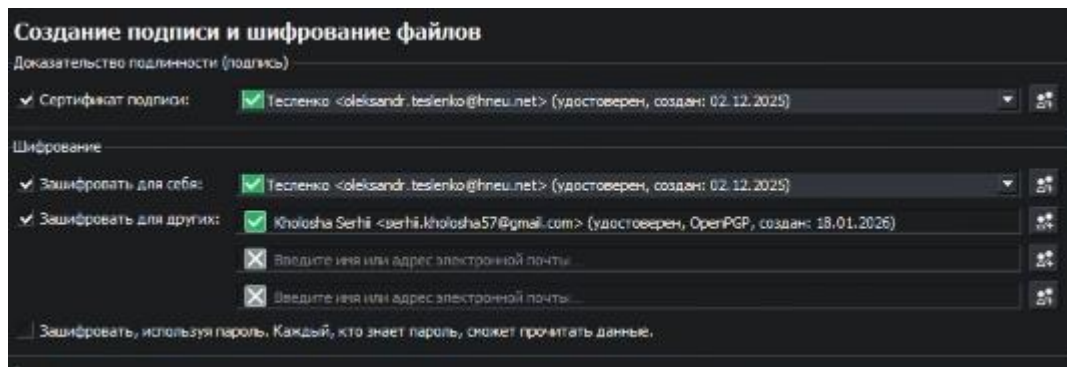 Создание подписи и шифрование файлов
Доказательство подлинности (подпись)
Сертификат подписи: Тесленко <oleksandr.teslenko@hneu.net> (удостоверен, создан: 02.12.2025)
Шифрование
Зашифровать для себя: Тесленко <oleksandr.teslenko@hneu.net> (удостоверен, создан: 02.12.2025)
Зашифровать для других: Kholosha Serhii <serhii.kholosha57@gmail.com> (удостоверен, OpenPGP, создан: 18.01.2026)
Введите имя или адрес электронной почты...
Введите имя или адрес электронной почты...
Зашифровать, используя пароль. Каждый, кто знает пароль, сможет прочитать данные.